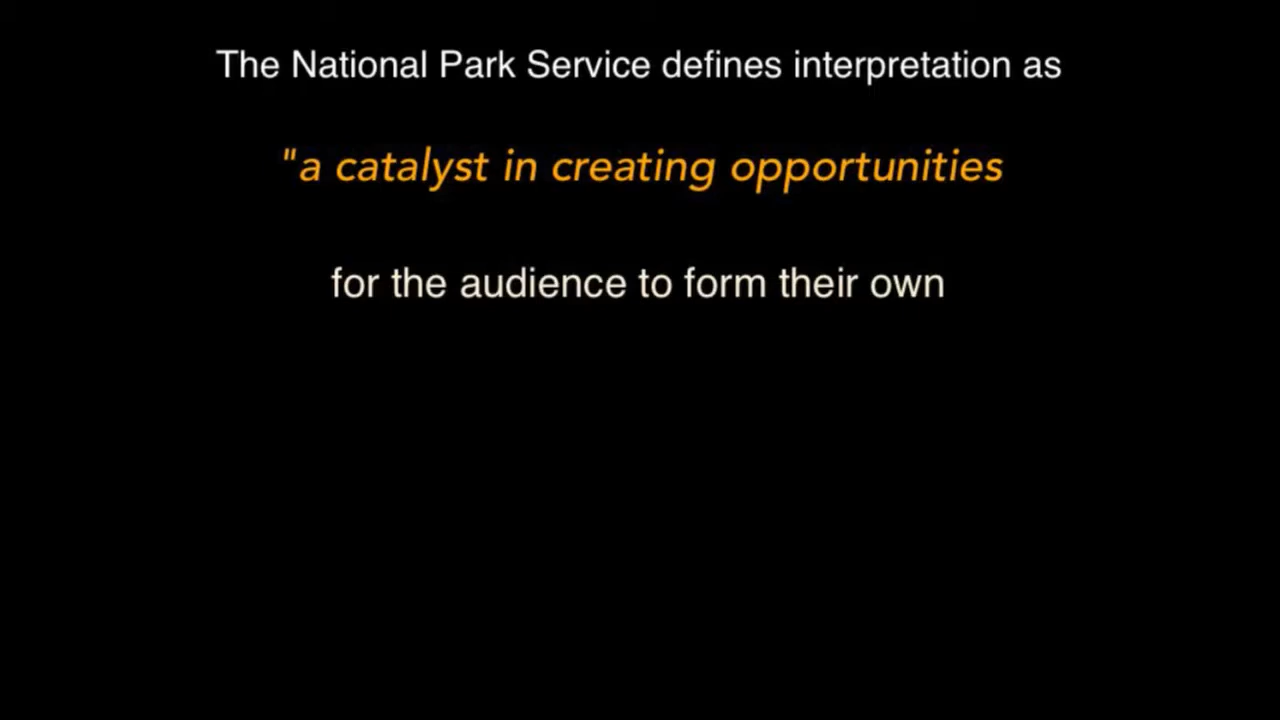 The National Park Service defines interpretation as
"a catalyst in creating opportunities
for the audience to form their own